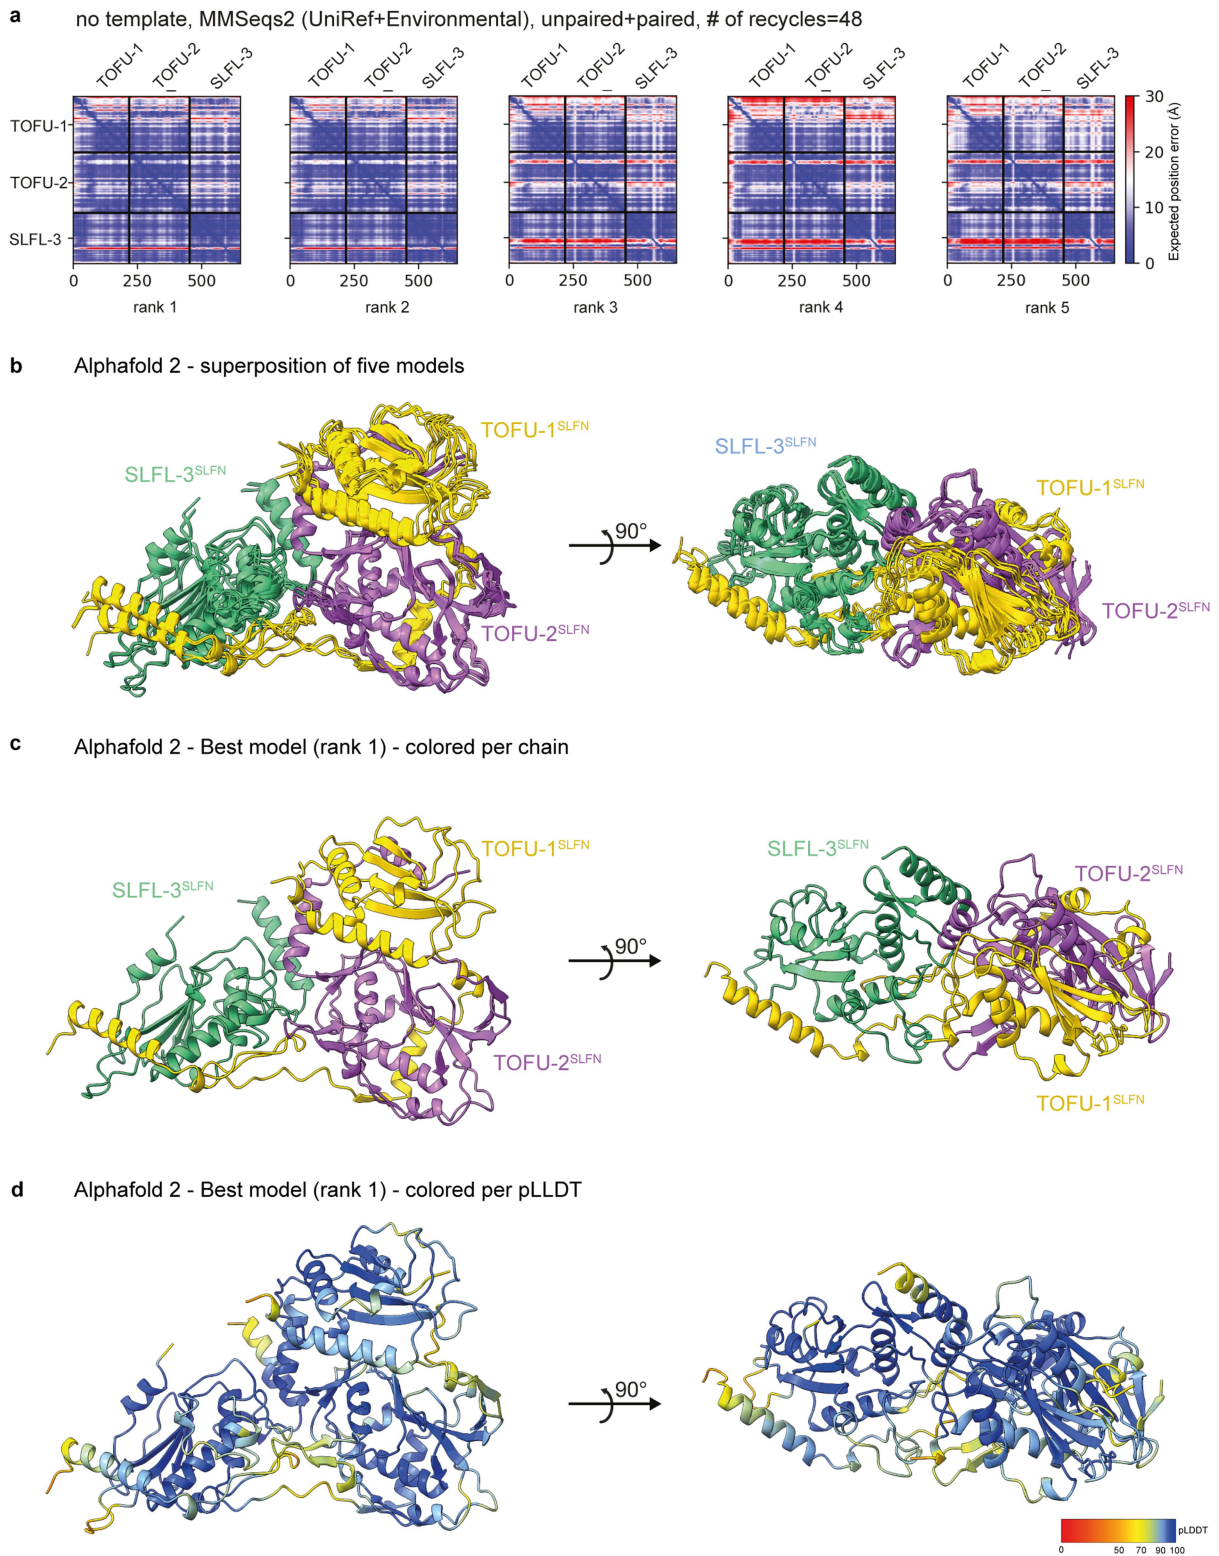 a no template, MMSeqs2 (UniRef+Environmental), unpaired+paired, # of recycles=48
TOFU-1 TOFU-2 SLFL-3 TOFU-1 TOFU-2 SLFL-3 TOFU-1 TOFU-2 SLFL-3 TOFU-1 TOFU-2 SLFL-3 TOFU-1 TOFU-2 SLFL-3
TOFU-1
TOFU-2
SLFL-3
30
20
10
0
Expected position error (Å)
0 250 500 0 250 500 0 250 500 0 250 500 0 250 500
rank 1 rank 2 rank 3 rank 4 rank 5
b Alphafold 2 - superposition of five models
TOFU-1SLFN
SLFL-3SLFN
TOFU-2SLFN
90°
SLFL-3SLFN
TOFU-1SLFN
TOFU-2SLFN
c Alphafold 2 - Best model (rank 1) - colored per chain
TOFU-1SLFN
SLFL-3SLFN
TOFU-2SLFN
90°
SLFL-3SLFN
TOFU-2SLFN
TOFU-1SLFN
d Alphafold 2 - Best model (rank 1) - colored per pLLDT
90°
pLDDT
0 50 70 90 100